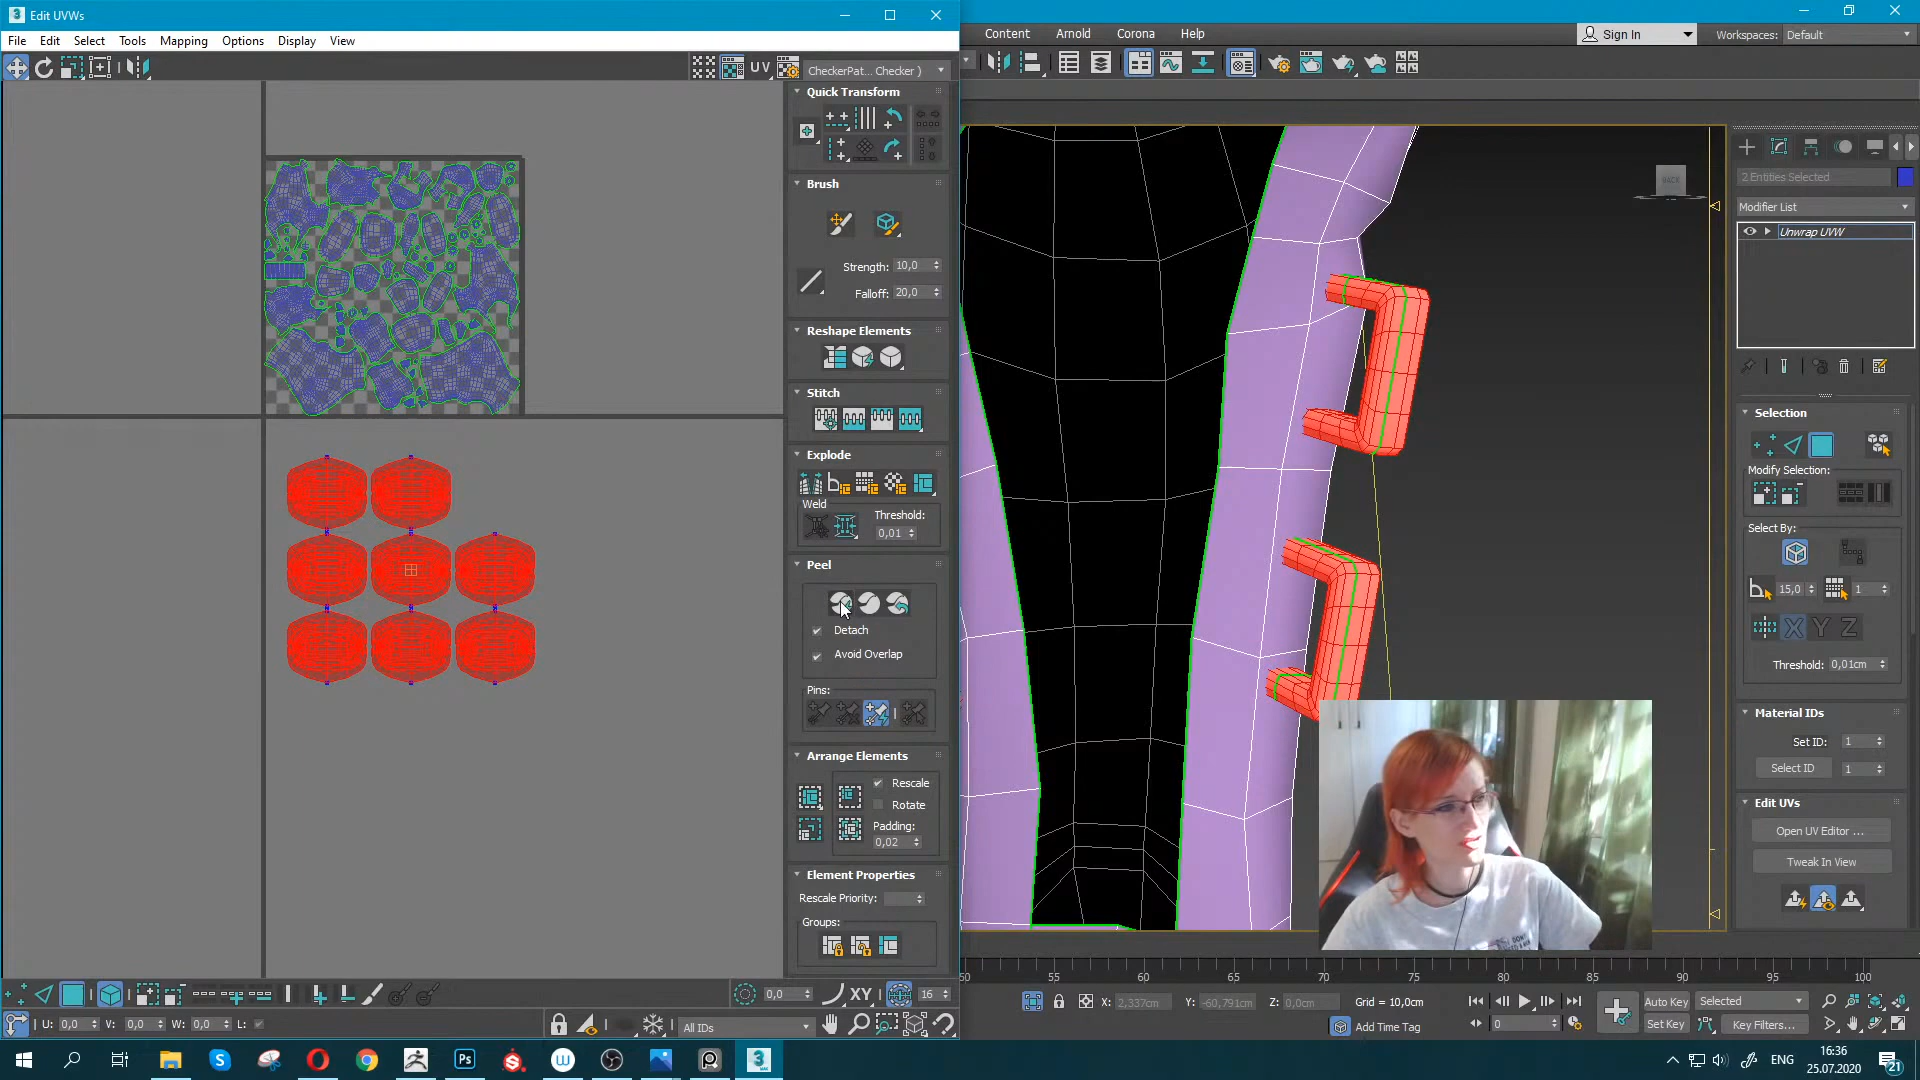 Edit UVWs
File Edit Select Tools Mapping Options Display View
Content Arnold Corona Help
Sign In
Workspaces: Default
UV
CheckerPat... Checker )
Quick Transform
Brush
Strength: 10,0
Falloff: 20,0
Reshape Elements
Stitch
Explode
Weld
Threshold:
0,01
Peel
Detach
Avoid Overlap
Pins:
Arrange Elements
Rescale
Rotate
Padding:
0,02
Element Properties
Rescale Priority:
Groups:
BACK
2 Entities Selected
Modifier List
Unwrap UVW
Selection
Modify Selection:
Select By:
15,0 1
X Y Z
Threshold: 0,01cm
Material IDs
Set ID: 1
Select ID 1
Edit UVs
Open UV Editor ...
Tweak In View
50 55 60 65 70 75 80 85 90 95 100
0,0 XY 16
X: 2,337cm Y: -60,791cm Z: 0,0cm Grid = 10,0cm
Auto Key Selected
U: 0,0 V: 0,0 W: 0,0 L:
All IDs
Add Time Tag
0
Set Key Key Filters...
Ps
3
MAX
ENG
16:36
25.07.2020
21